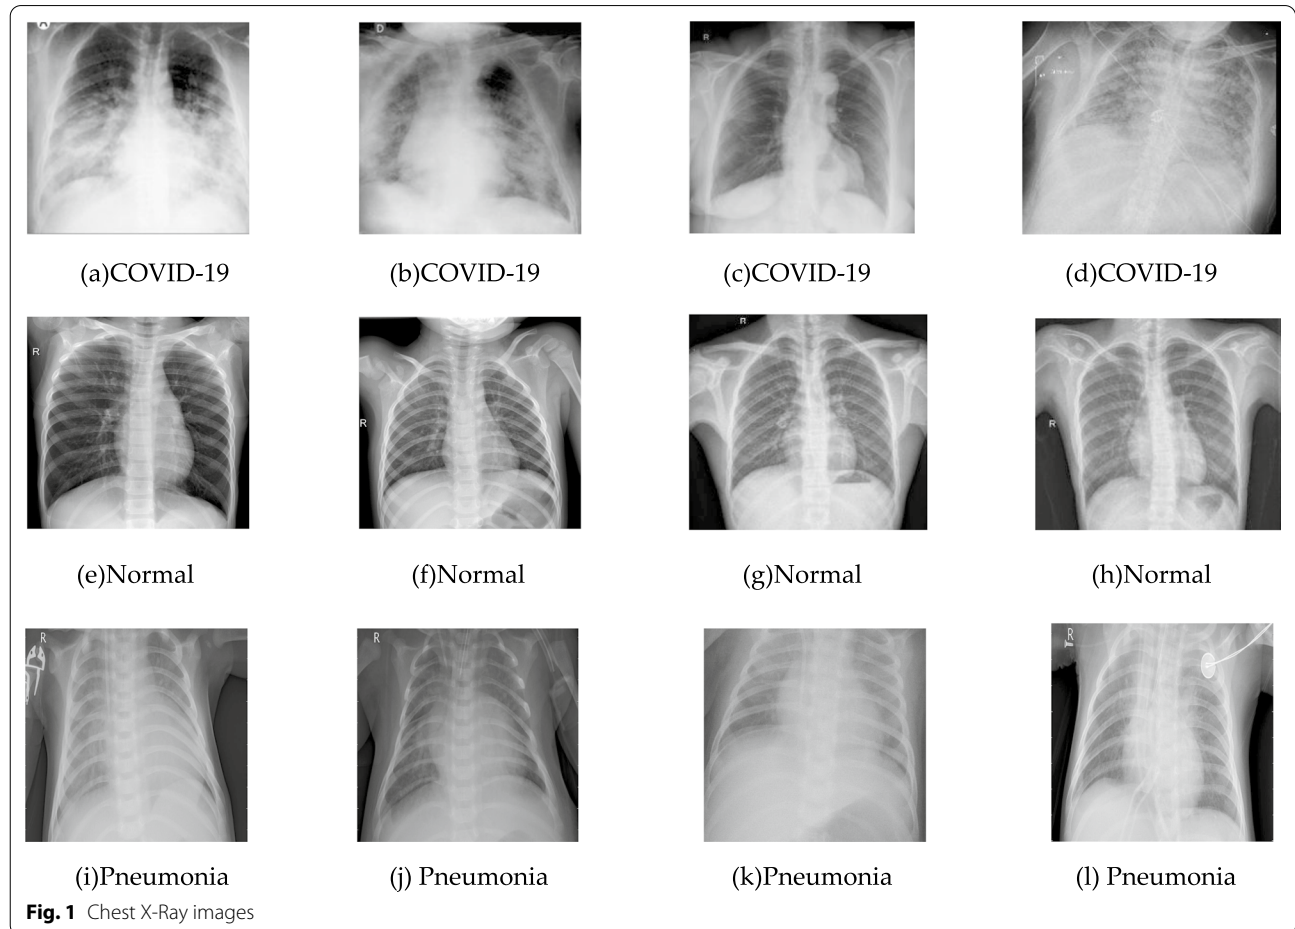 A
D
R
(a)COVID-19
(b)COVID-19
(c)COVID-19
(d)COVID-19
R
R
R
R
(e)Normal
(f)Normal
(g)Normal
(h)Normal
R
R
R
(i)Pneumonia
(j) Pneumonia
(k)Pneumonia
(l) Pneumonia
Fig. 1 Chest X-Ray images